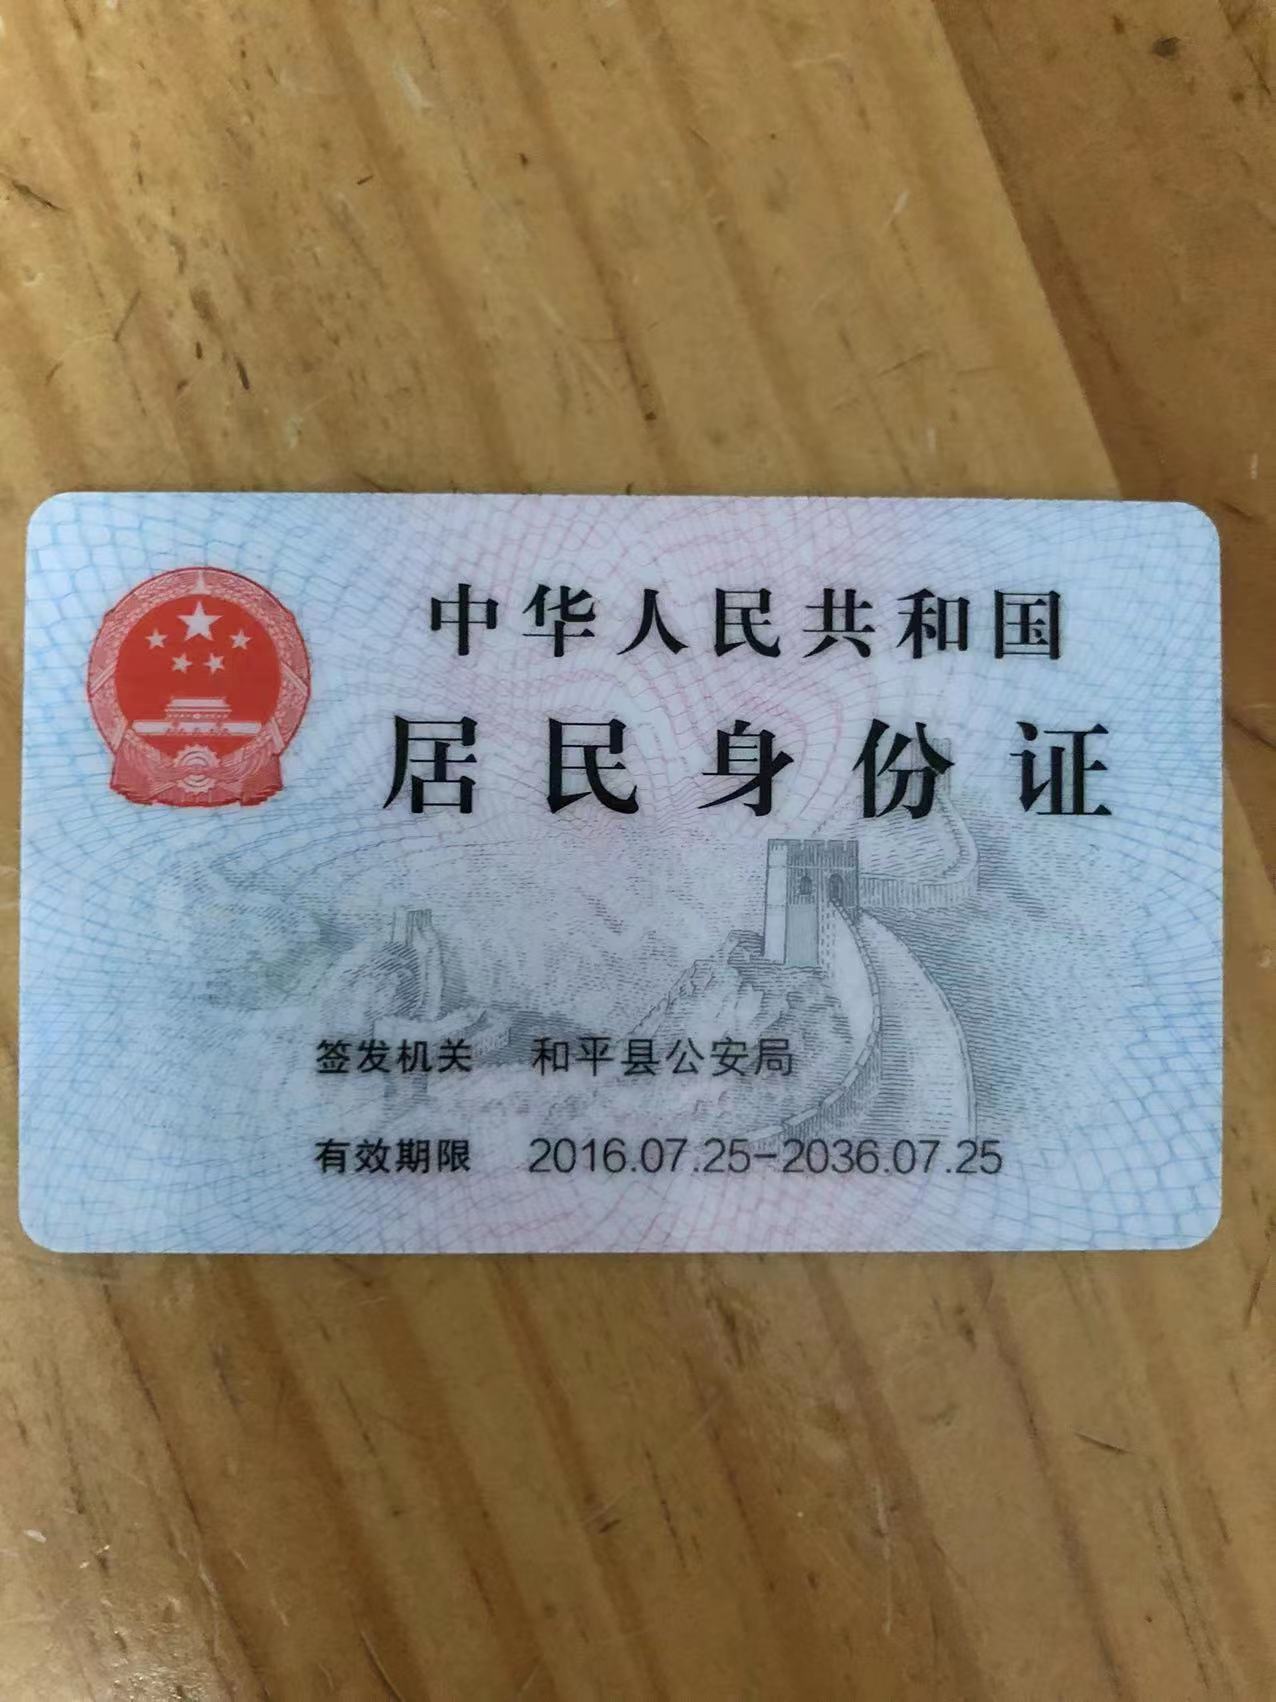 中华人民共和国
居民身份证
签发机关 和平县公安局
有效期限 2016.07.25-2036.07.25